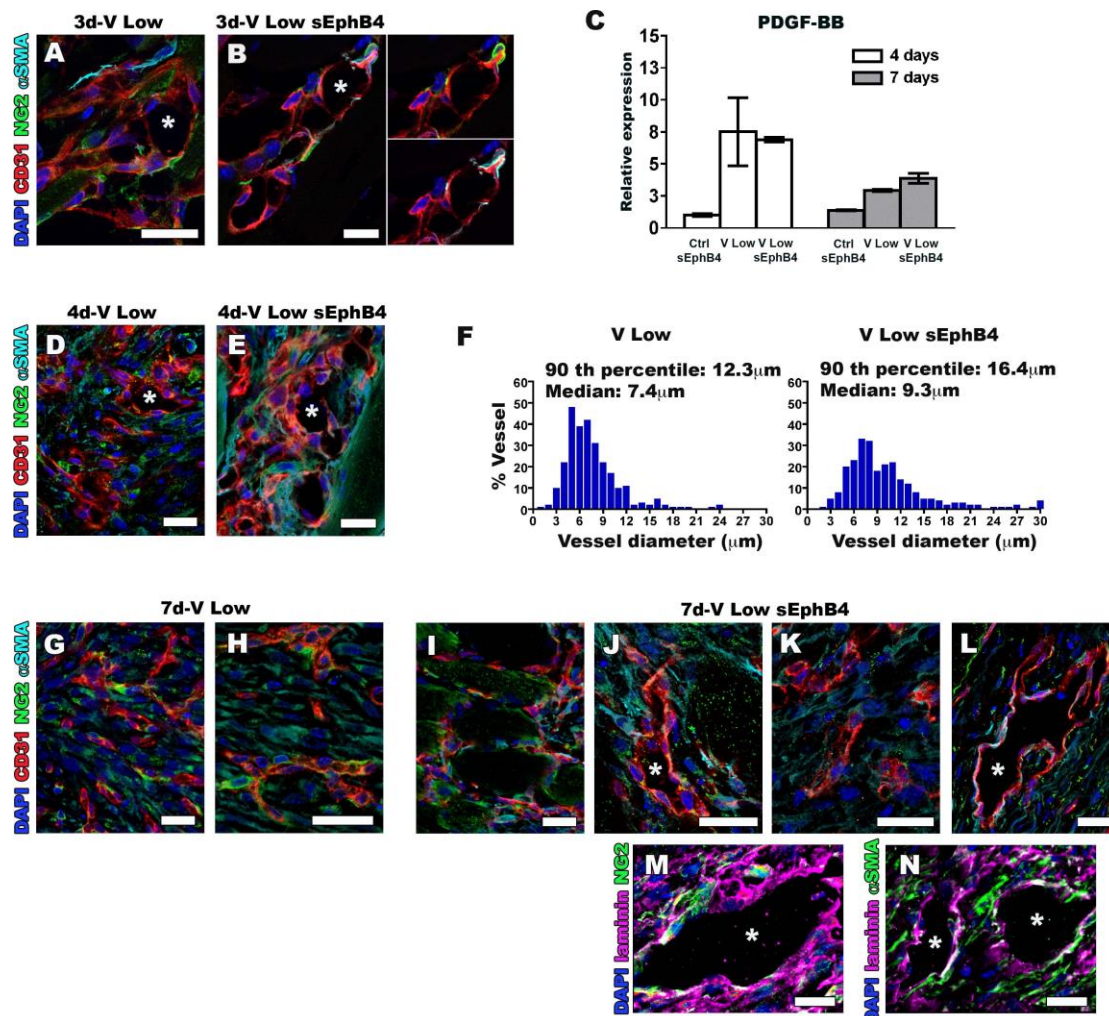 3d-V Low
3d-V Low sEphB4
DAPI CD31 NG2 αSMA
A
*
B
*
C
PDGF-BB
Relative expression
15
13
10
8
5
3
0
4 days
7 days
Ctrl
sEphB4
V Low
V Low
sEphB4
Ctrl
sEphB4
V Low
V Low
sEphB4
4d-V Low
4d-V Low sEphB4
DAPI CD31 NG2 αSMA
D
*
E
*
F
V Low
90 th percentile: 12.3μm
Median: 7.4μm
% Vessel
60
50
40
30
20
10
0
0 3 6 9 12 15 18 21 24 27 30
Vessel diameter (μm)
V Low sEphB4
90 th percentile: 16.4μm
Median: 9.3μm
60
50
40
30
20
10
0
0 3 6 9 12 15 18 21 24 27 30
Vessel diameter (μm)
7d-V Low
7d-V Low sEphB4
DAPI CD31 NG2 αSMA
G
H
I
J
*
K
L
*
DAPI laminin NG2
M
*
DAPI laminin αSMA
N
*
*